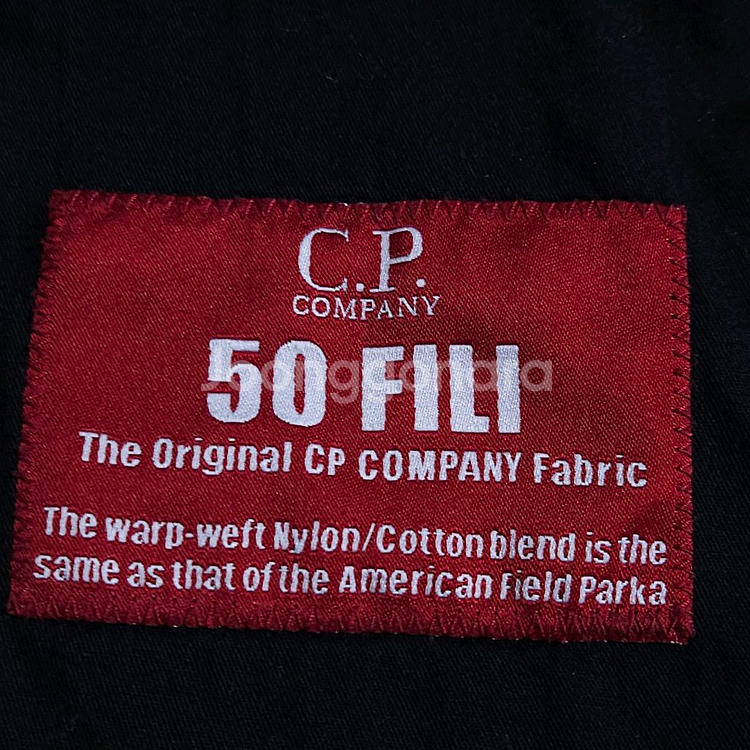 C.P.
COMPANY
50 FILI
Joonggonara
The Original CP COMPANY Fabric
The warp-weft Nylon/Cotton blend is the
same as that of the American Field Parka